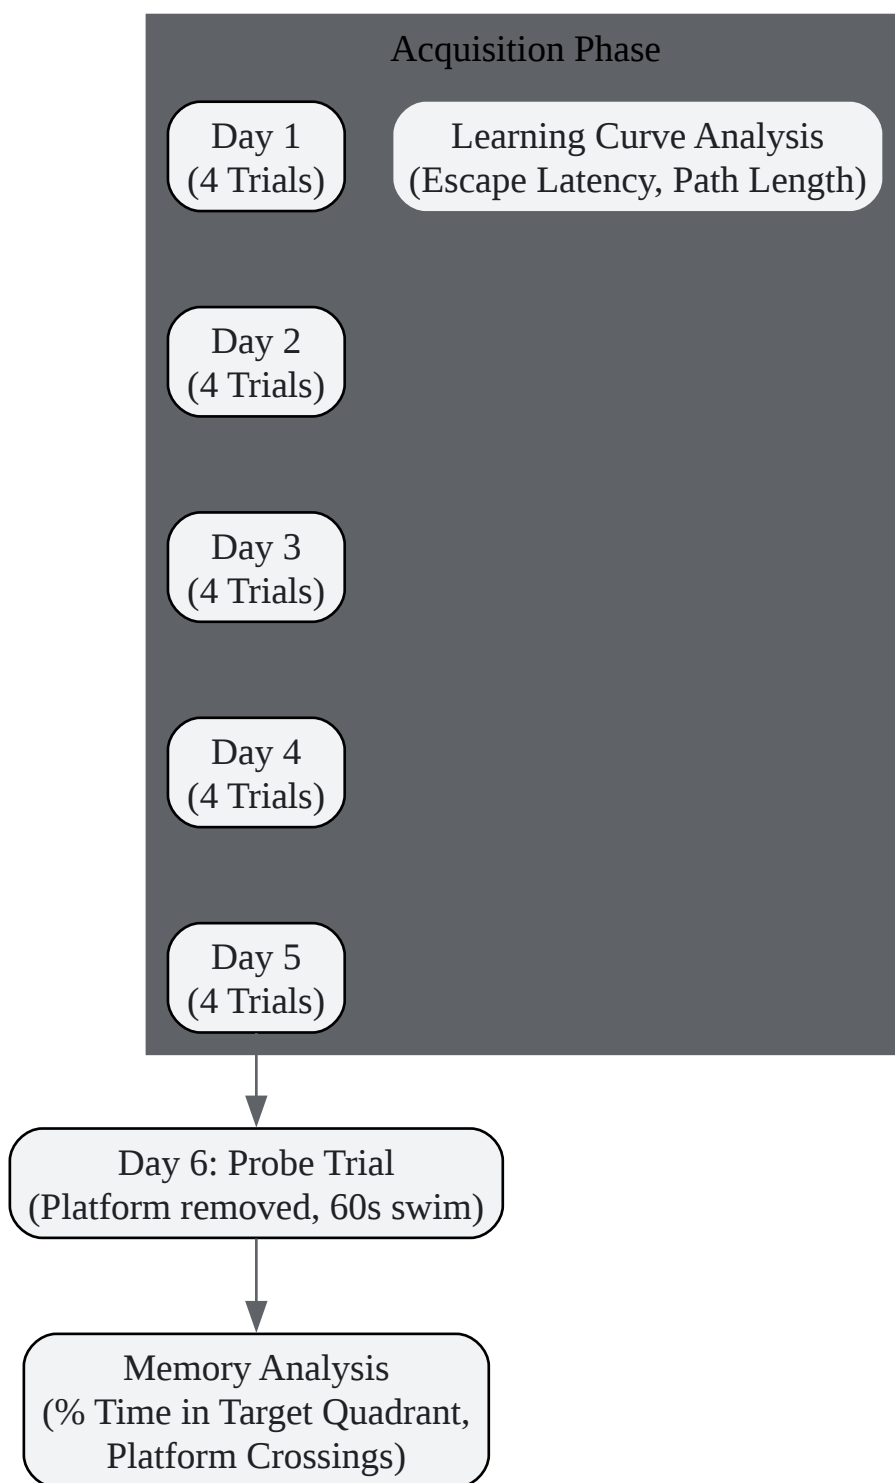 Acquisition Phase
Day 1
(4 Trials)
Learning Curve Analysis
(Escape Latency, Path Length)
Day 2
(4 Trials)
Day 3
(4 Trials)
Day 4
(4 Trials)
Day 5
(4 Trials)
Day 6: Probe Trial
(Platform removed, 60s swim)
Memory Analysis
(% Time in Target Quadrant,
Platform Crossings)